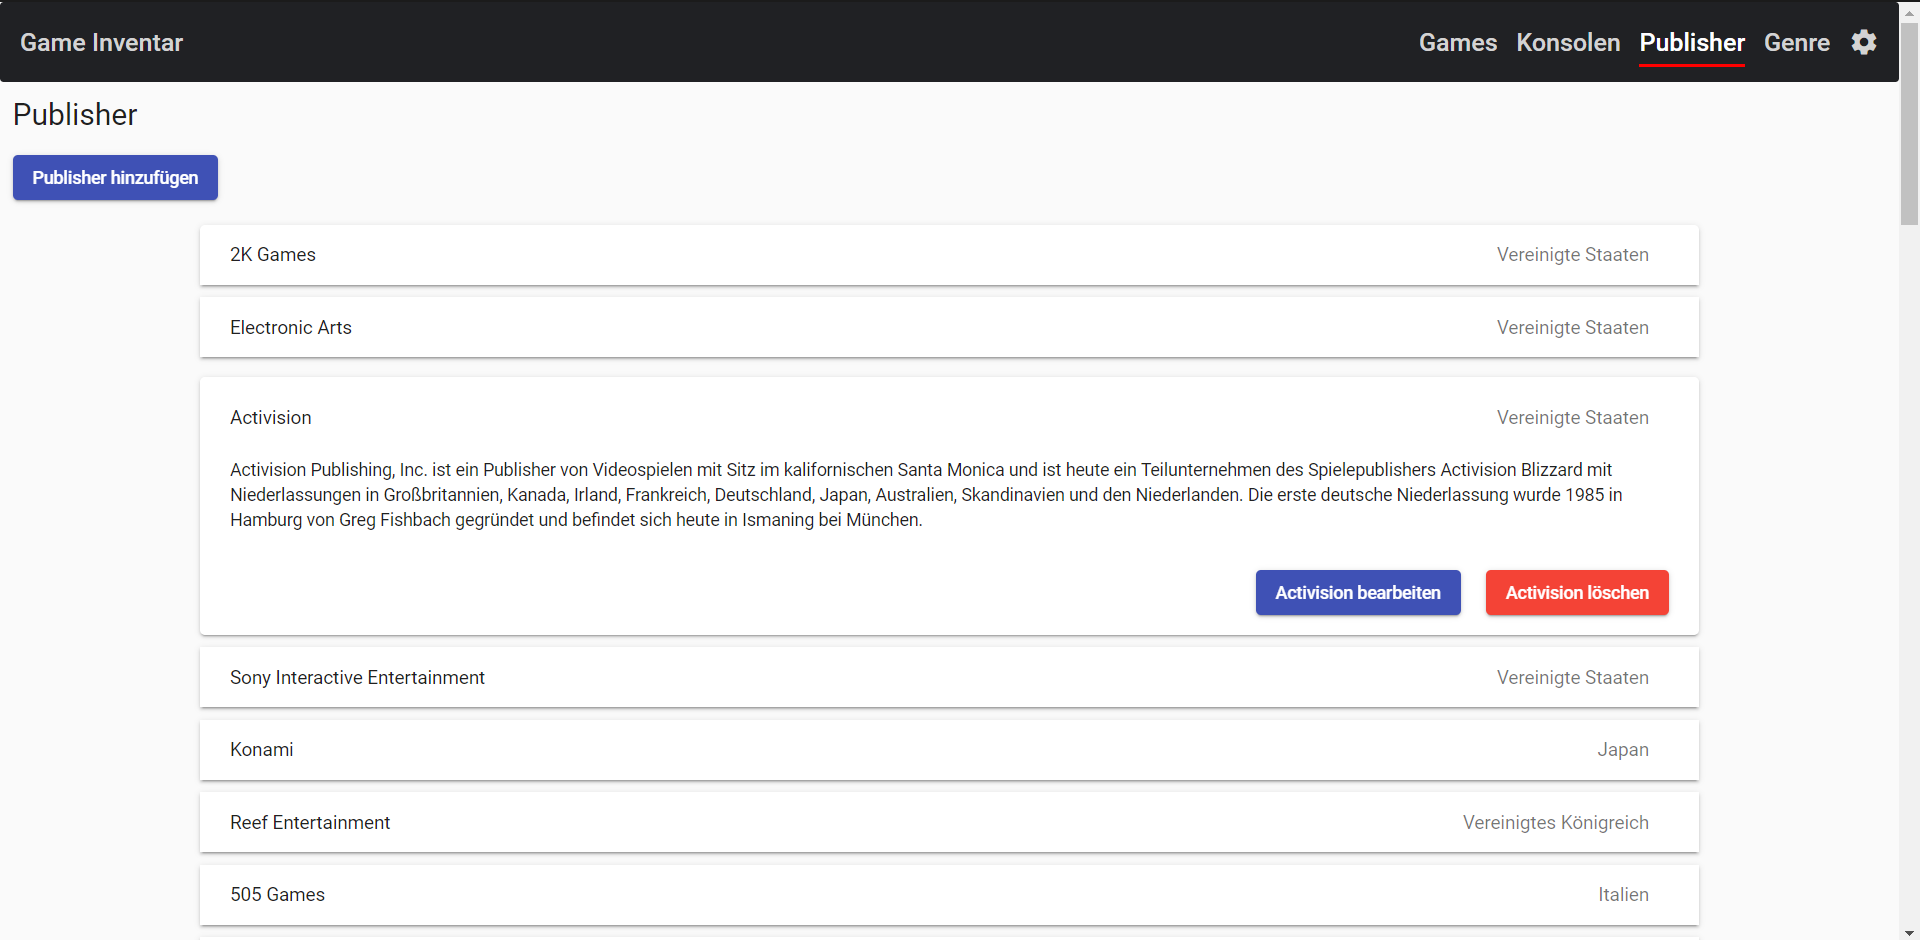 Game Inventar
Games Konsolen Publisher Genre
Publisher
Publisher hinzufügen
2K Games Vereinigte Staaten
Electronic Arts Vereinigte Staaten
Activision Vereinigte Staaten
Activision Publishing, Inc. ist ein Publisher von Videospielen mit Sitz im kalifornischen Santa Monica und ist heute ein Teilunternehmen des Spielepublishers Activision Blizzard mit
Niederlassungen in Großbritannien, Kanada, Irland, Frankreich, Deutschland, Japan, Australien, Skandinavien und den Niederlanden. Die erste deutsche Niederlassung wurde 1985 in
Hamburg von Greg Fishbach gegründet und befindet sich heute in Ismaning bei München.
Activision bearbeiten Activision löschen
Sony Interactive Entertainment Vereinigte Staaten
Konami Japan
Reef Entertainment Vereinigtes Königreich
505 Games Italien